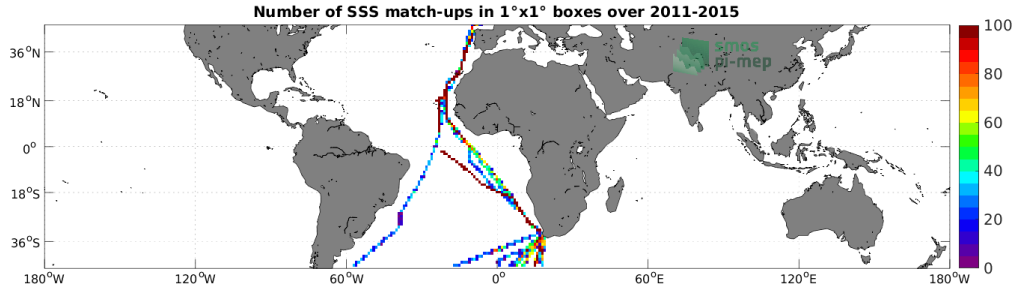 Number of SSS match-ups in 1°x1° boxes over 2011-2015
smos
pi-mep
36°N
18°N
0°
18°S
36°S
180°W
120°W
60°W
0°
60°E
120°E
180°W
100
80
60
40
20
0